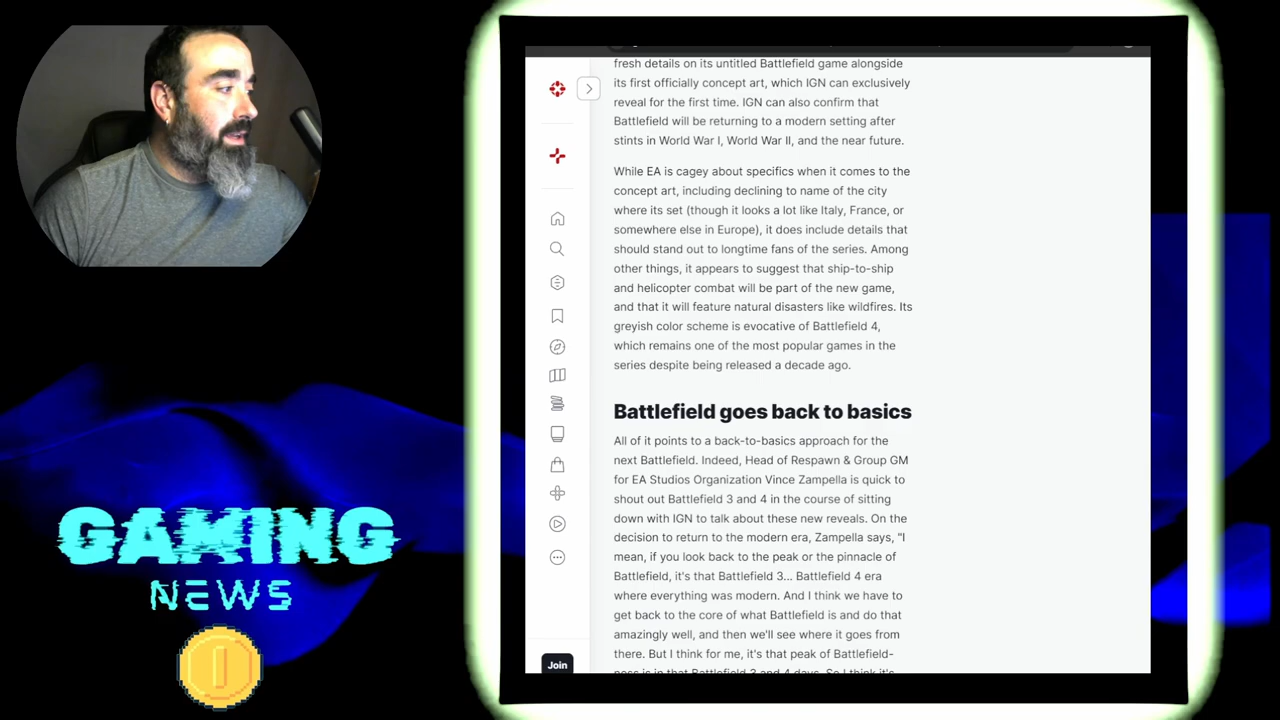 fresh details on its untitled Battlefield game alongside
its first officially concept art, which IGN can exclusively
reveal for the first time. IGN can also confirm that
Battlefield will be returning to a modern setting after
stints in World War I, World War II, and the near future.
While EA is cagey about specifics when it comes to the
concept art, including declining to name of the city
where its set (though it looks a lot like Italy, France, or
somewhere else in Europe), it does include details that
should stand out to longtime fans of the series. Among
other things, it appears to suggest that ship-to-ship
and helicopter combat will be part of the new game,
and that it will feature natural disasters like wildfires. Its
greyish color scheme is evocative of Battlefield 4,
which remains one of the most popular games in the
series despite being released a decade ago.
Battlefield goes back to basics
All of it points to a back-to-basics approach for the
next Battlefield. Indeed, Head of Respawn & Group GM
for EA Studios Organization Vince Zampella is quick to
shout out Battlefield 3 and 4 in the course of sitting
down with IGN to talk about these new reveals. On the
decision to return to the modern era, Zampella says, "I
mean, if you look back to the peak or the pinnacle of
Battlefield, it's that Battlefield 3... Battlefield 4 era
where everything was modern. And I think we have to
get back to the core of what Battlefield is and do that
amazingly well, and then we'll see where it goes from
there. But I think for me, it's that peak of Battlefield-
ness is in that Battlefield 3 and 4 days. So I think it's
Join
GAMING
NEWS